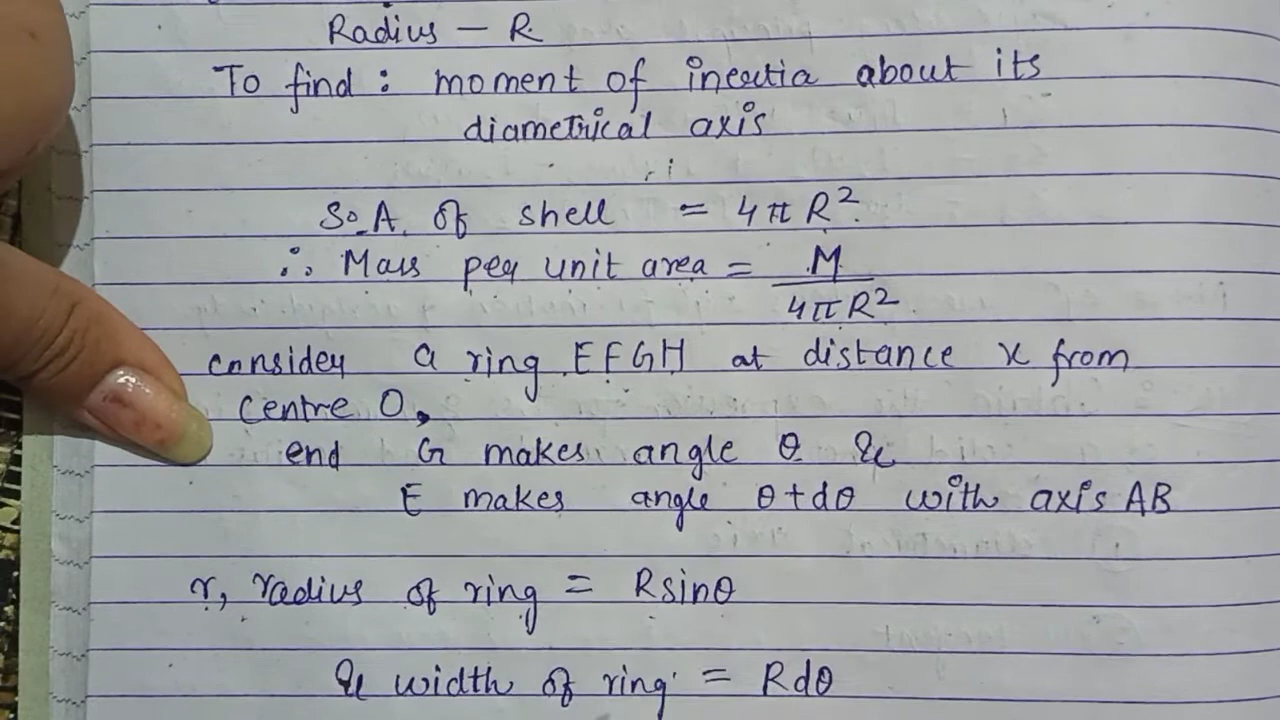 Radius — R
To find : moment of inertia about its
diametrical axis
S.A. of shell = 4πR².
∴ Mass per unit area = M / 4πR²
consider a ring EFGH at distance x from
Centre O,
end G makes angle θ &
E makes angle θ+dθ with axis AB
r, radius of ring = Rsinθ
& width of ring = Rdθ